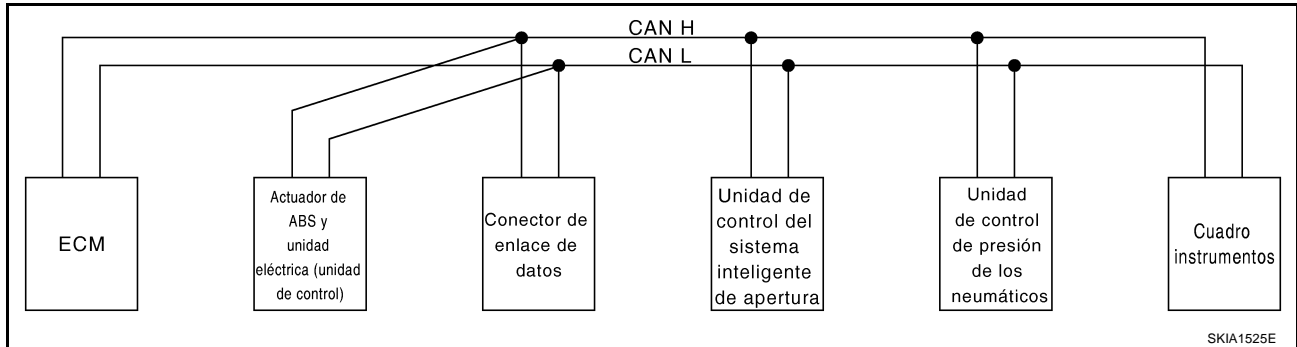 CAN H
CAN L
ECM
Actuador de
ABS y
unidad
eléctrica (unidad
de control)
Conector de
enlace de
datos
Unidad de
control del
sistema
inteligente
de apertura
Unidad
de control
de presión
de los
neumáticos
Cuadro
instrumentos
SKIA1525E